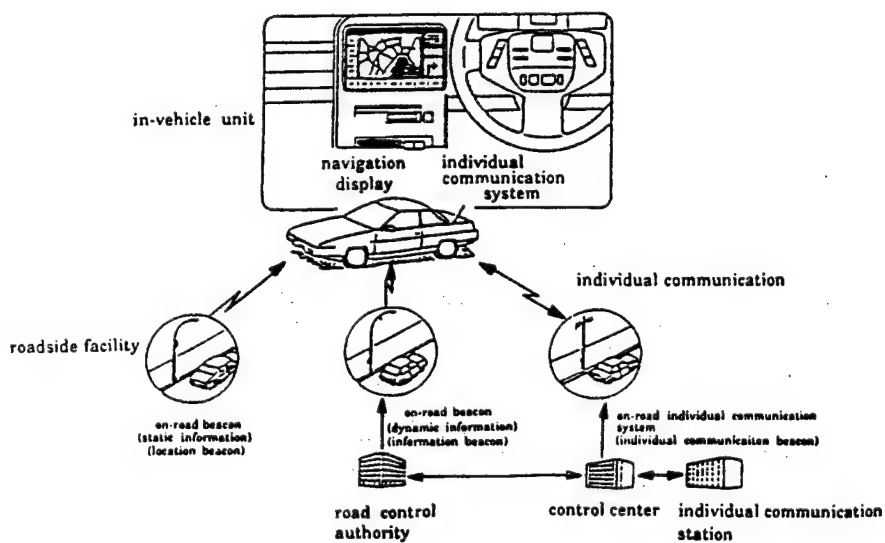 in-vehicle unit
navigation
display
individual
communication
system
individual communication
roadside facility
on-road beacon
(static information)
(location beacon)
on-road beacon
(dynamic information)
(information beacon)
on-road individual communication
system
(individual communicaiten beacon)
road control
authority
control center
individual communication
station